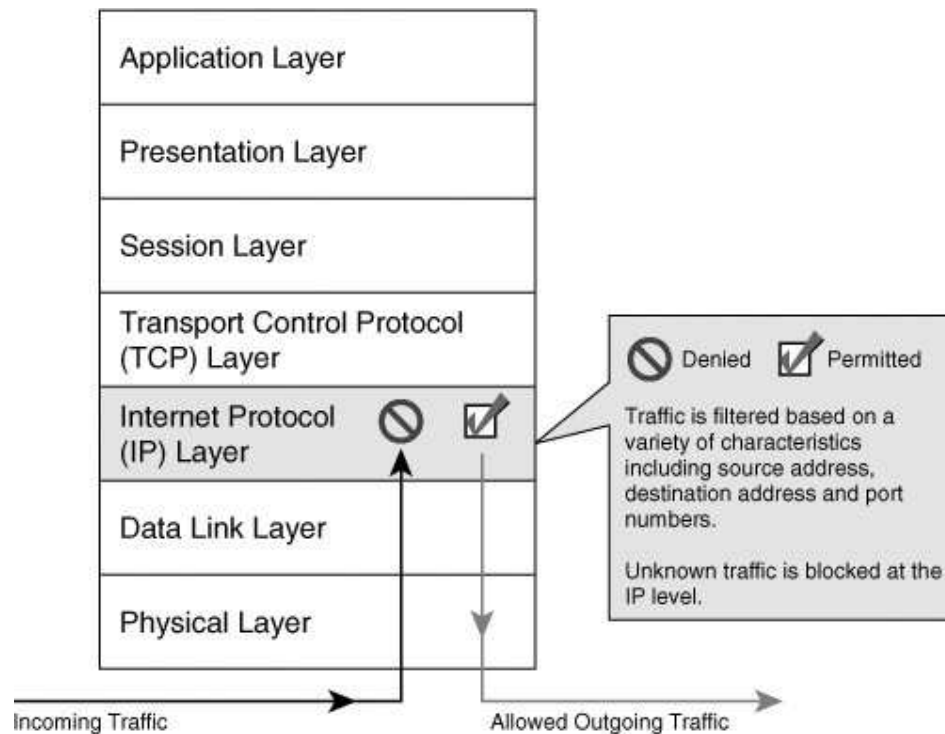 Application Layer
Presentation Layer
Session Layer
Transport Control Protocol
(TCP) Layer
Internet Protocol
(IP) Layer
Data Link Layer
Physical Layer
Denied
Permitted
Traffic is filtered based on a
variety of characteristics
including source address,
destination address and port
numbers.
Unknown traffic is blocked at the
IP level.
Incoming Traffic
Allowed Outgoing Traffic